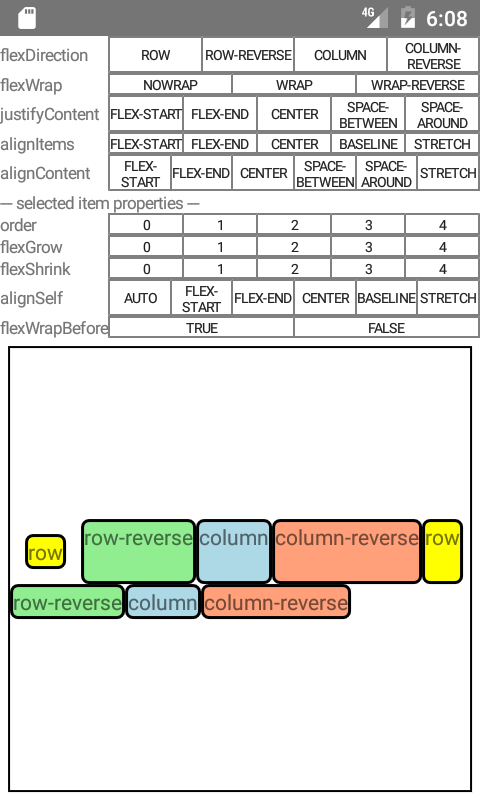 4G 6:08
flexDirection ROW ROW-REVERSE COLUMN COLUMN-
REVERSE
flexWrap NOWRAP WRAP WRAP-REVERSE
justifyContent FLEX-START FLEX-END CENTER SPACE-
BETWEEN SPACE-
AROUND
alignItems FLEX-START FLEX-END CENTER BASELINE STRETCH
alignContent FLEX-
START FLEX-END CENTER SPACE-
BETWEEN SPACE-
AROUND STRETCH
--- selected item properties ---
order 0 1 2 3 4
flexGrow 0 1 2 3 4
flexShrink 0 1 2 3 4
alignSelf AUTO FLEX-
START FLEX-END CENTER BASELINE STRETCH
flexWrapBefore TRUE FALSE
row row-reverse column column-reverse row
row-reverse column column-reverse